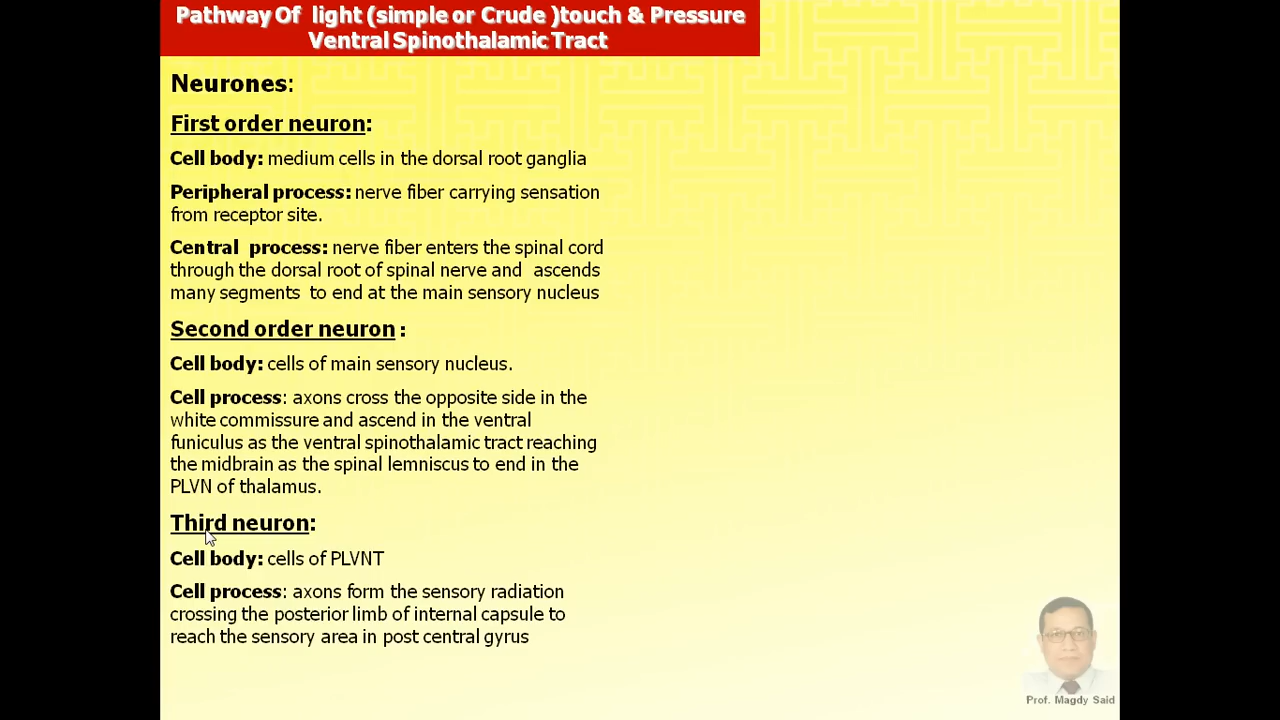 Pathway Of light (simple or Crude )touch & Pressure
Ventral Spinothalamic Tract
Neurones:
First order neuron:
Cell body: medium cells in the dorsal root ganglia
Peripheral process: nerve fiber carrying sensation
from receptor site.
Central process: nerve fiber enters the spinal cord
through the dorsal root of spinal nerve and ascends
many segments to end at the main sensory nucleus
Second order neuron :
Cell body: cells of main sensory nucleus.
Cell process: axons cross the opposite side in the
white commissure and ascend in the ventral
funiculus as the ventral spinothalamic tract reaching
the midbrain as the spinal lemniscus to end in the
PLVN of thalamus.
Third neuron:
Cell body: cells of PLVNT
Cell process: axons form the sensory radiation
crossing the posterior limb of internal capsule to
reach the sensory area in post central gyrus
Prof. Magdy Said